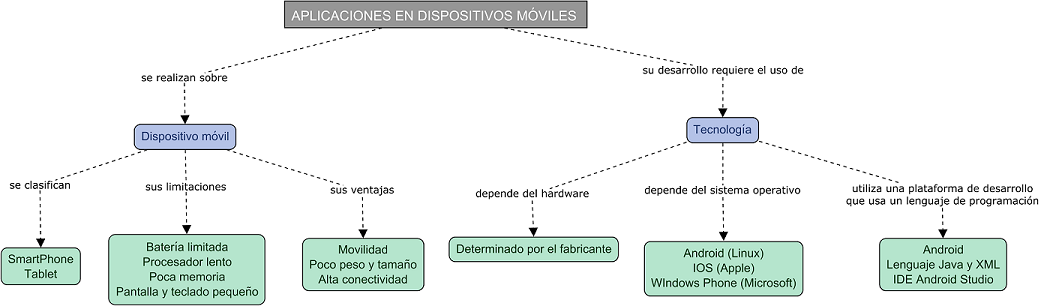 APLICACIONES EN DISPOSITIVOS MÓVILES
se realizan sobre
su desarrollo requiere el uso de
Dispositivo móvil
Tecnología
se clasifican
sus limitaciones
sus ventajas
depende del hardware
depende del sistema operativo
utiliza una plataforma de desarrollo
que usa un lenguaje de programación
SmartPhone
Tablet
Batería limitada
Procesador lento
Poca memoria
Pantalla y teclado pequeño
Movilidad
Poco peso y tamaño
Alta conectividad
Determinado por el fabricante
Android (Linux)
IOS (Apple)
WIndows Phone (Microsoft)
Android
Lenguaje Java y XML
IDE Android Studio